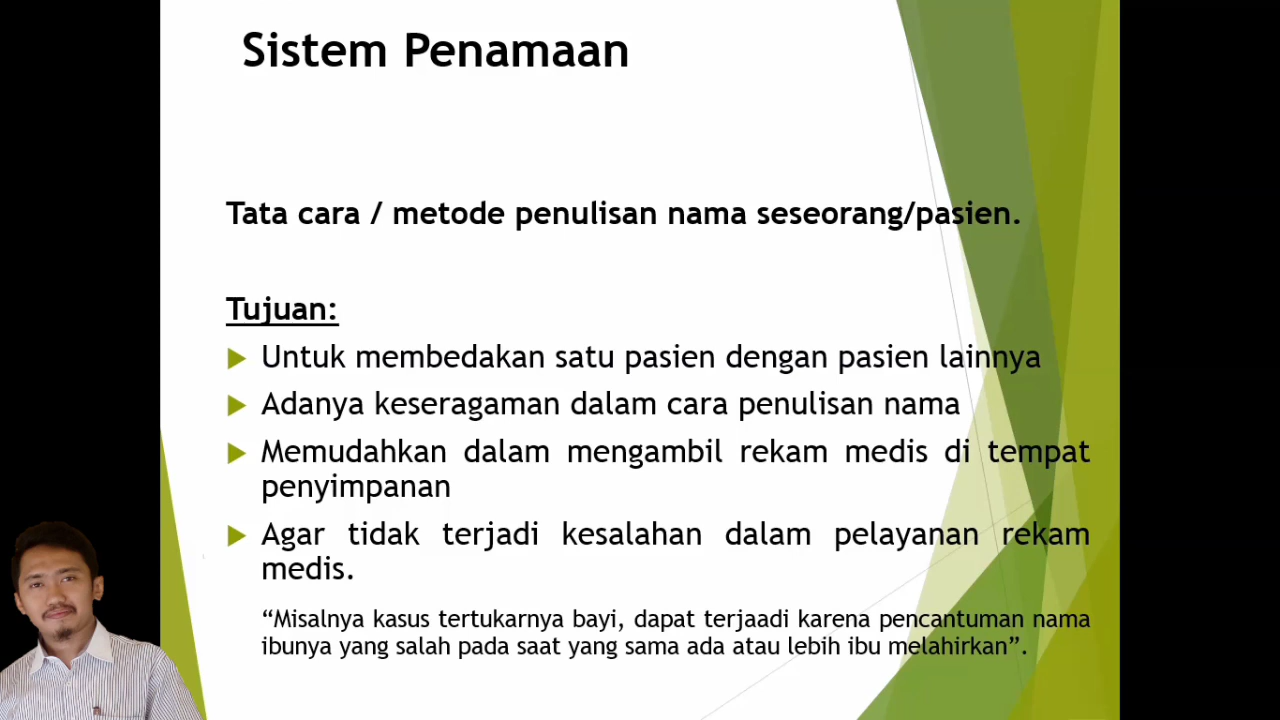 Sistem Penamaan
Tata cara / metode penulisan nama seseorang/pasien.
Tujuan:
Untuk membedakan satu pasien dengan pasien lainnya
Adanya keseragaman dalam cara penulisan nama
Memudahkan dalam mengambil rekam medis di tempat
penyimpanan
Agar tidak terjadi kesalahan dalam pelayanan rekam
medis.
“Misalnya kasus tertukarnya bayi, dapat terjaadi karena pencantuman nama
ibunya yang salah pada saat yang sama ada atau lebih ibu melahirkan”.